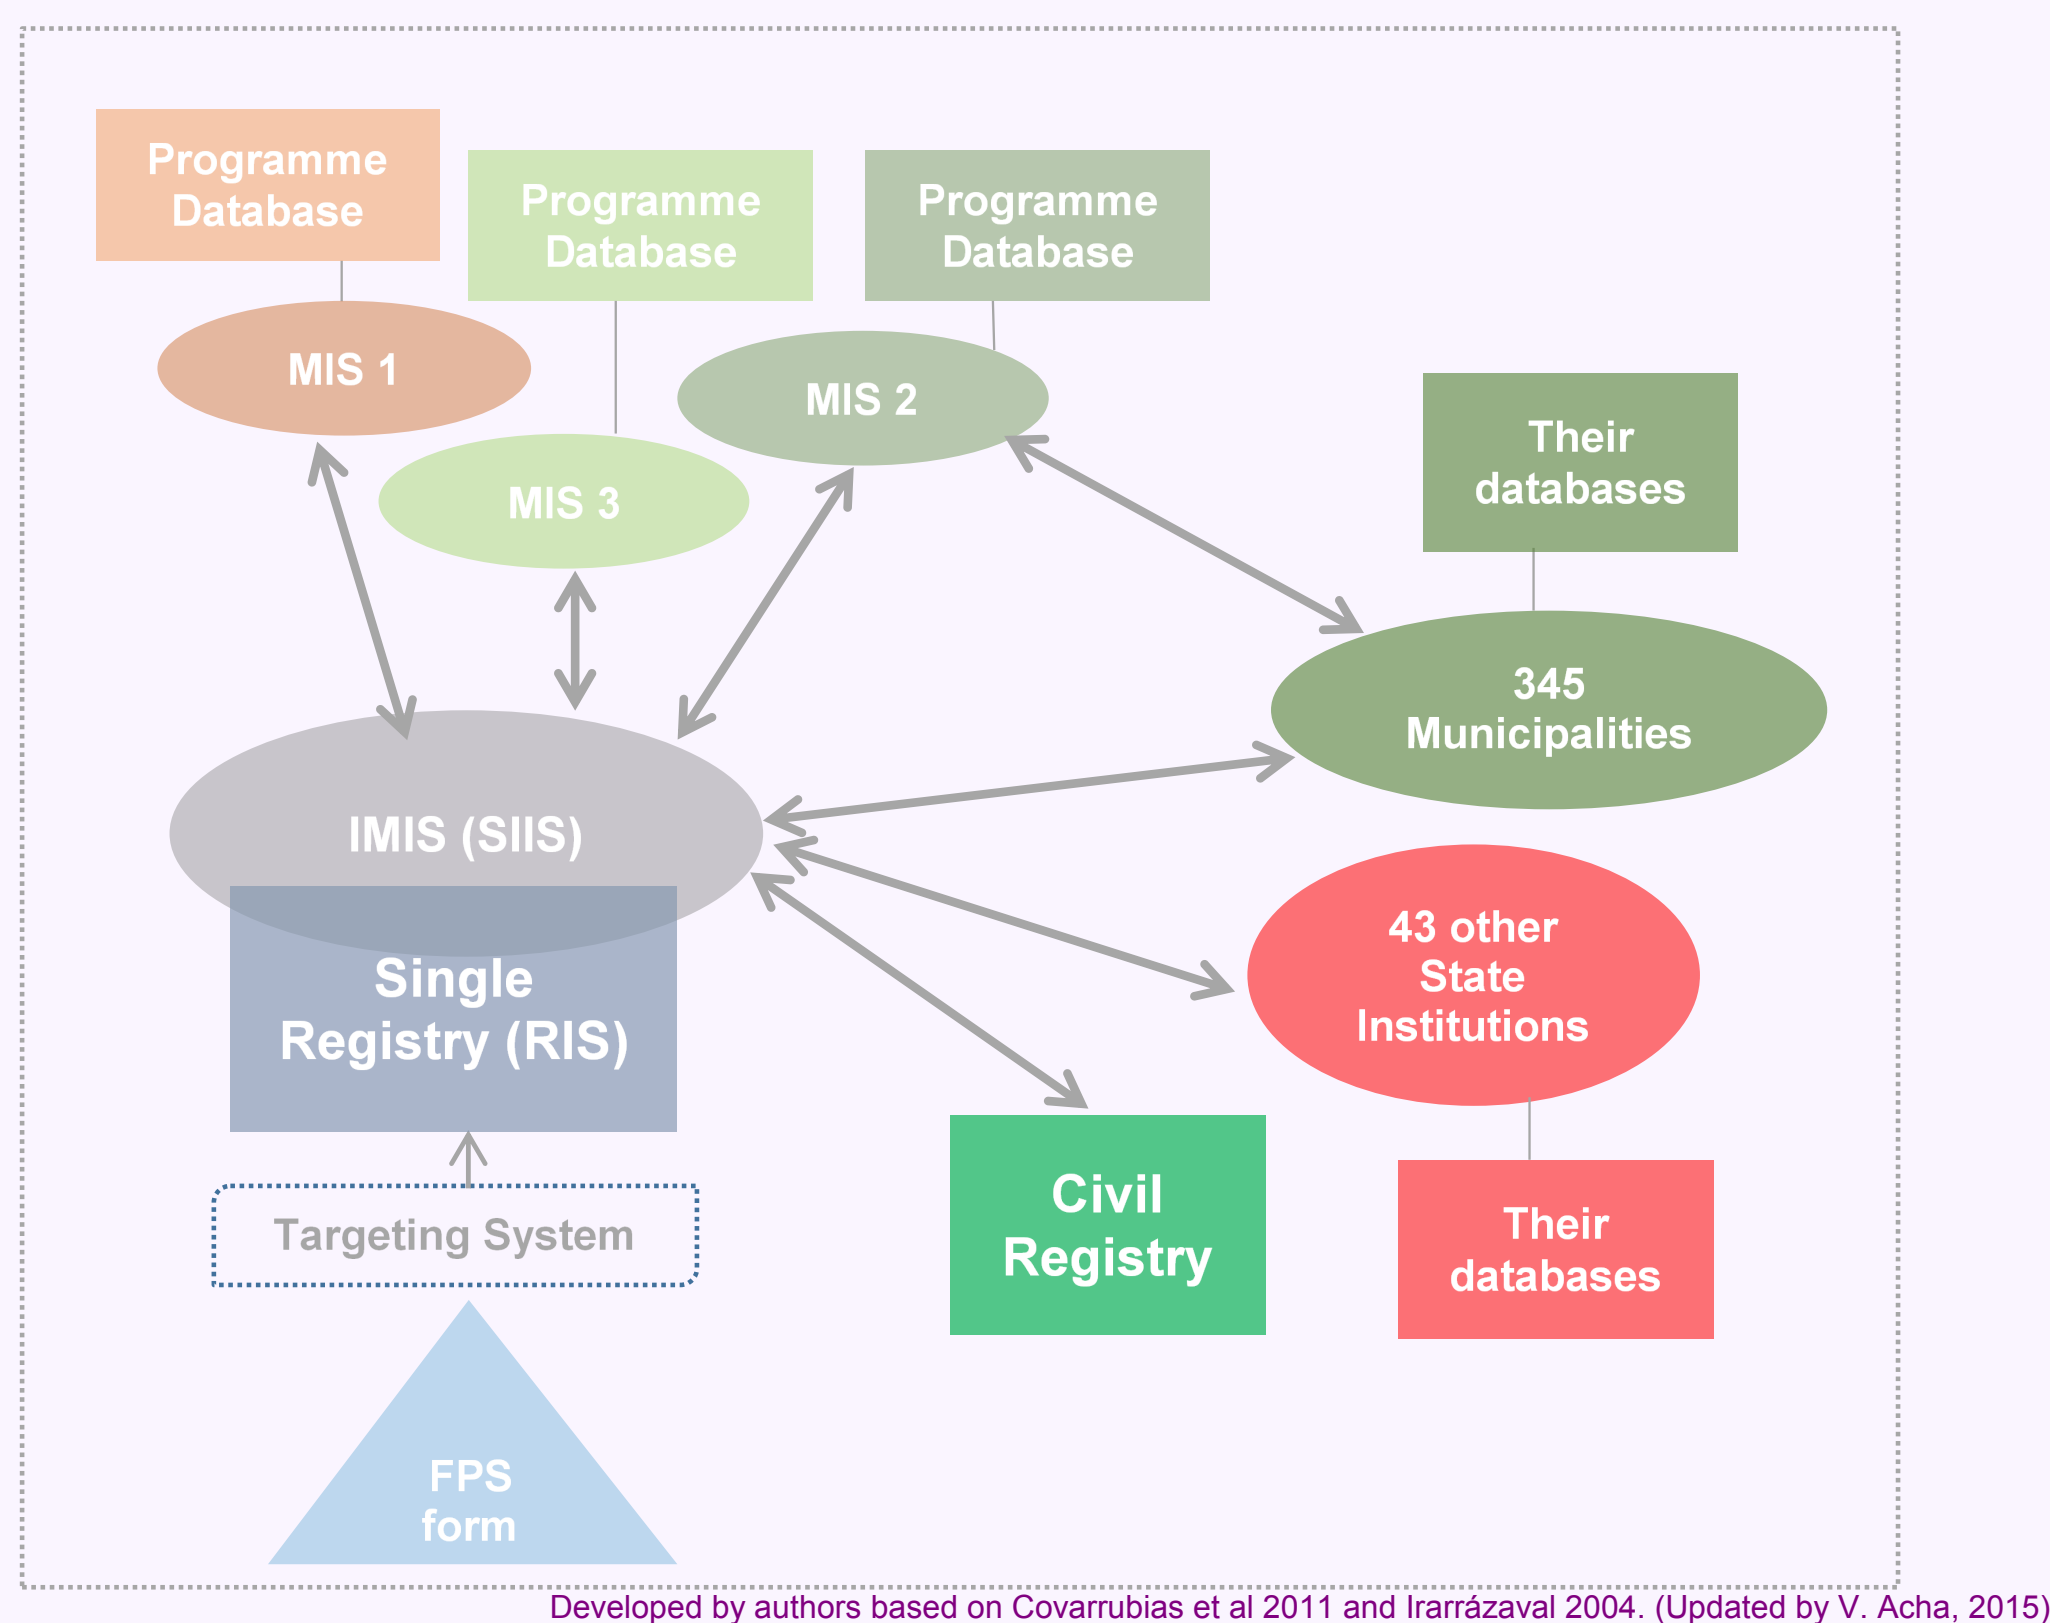 Programme
Database
Programme
Database
Programme
Database
MIS 1
MIS 2
MIS 3
Their
databases
345
Municipalities
IMIS (SIIS)
43 other
State
Institutions
Single
Registry (RIS)
Civil
Registry
Targeting System
Their
databases
FPS
form
Developed by authors based on Covarrubias et al 2011 and Irarrázaval 2004. (Updated by V. Acha, 2015)